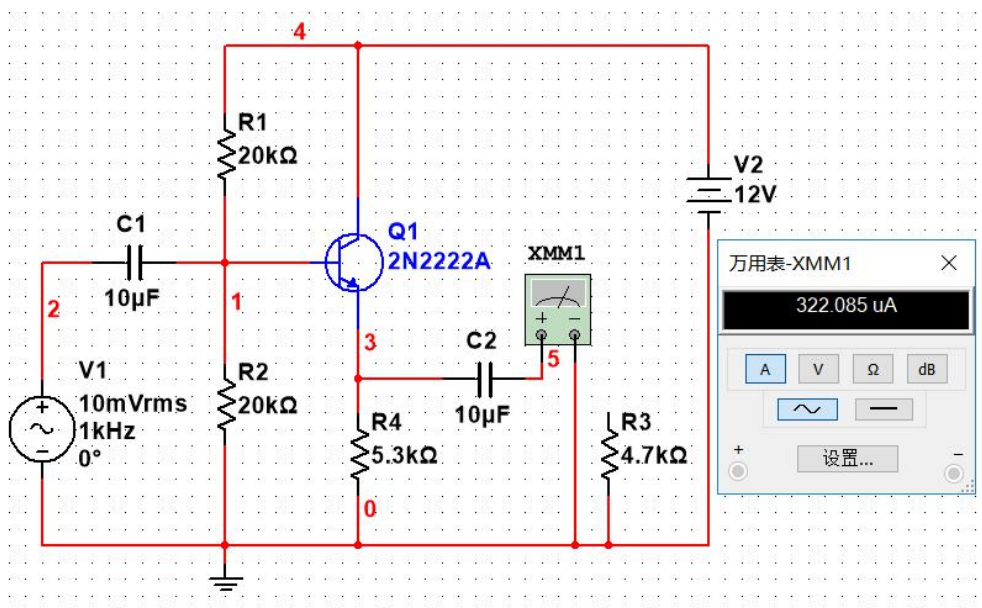 4
R1
20kΩ
V2
12V
C1
10µF
Q1
2N2222A
XMM1
万用表-XMM1
322.085 uA
A V Ω dB
+ 设置... −
2
1
3
C2
10µF
+ −
5
V1
10mVrms
1kHz
0°
R2
20kΩ
R4
5.3kΩ
R3
4.7kΩ
0